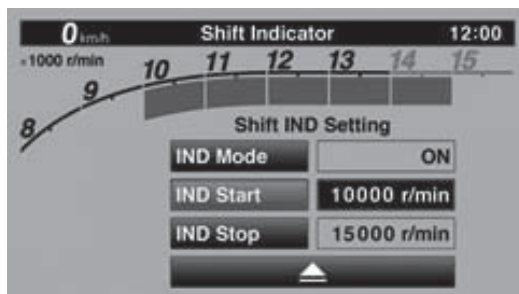 0 km/h Shift Indicator 12:00
×1000 r/min
8 9 10 11 12 13 14 15
Shift IND Setting
IND Mode ON
IND Start 10000 r/min
IND Stop 15000 r/min